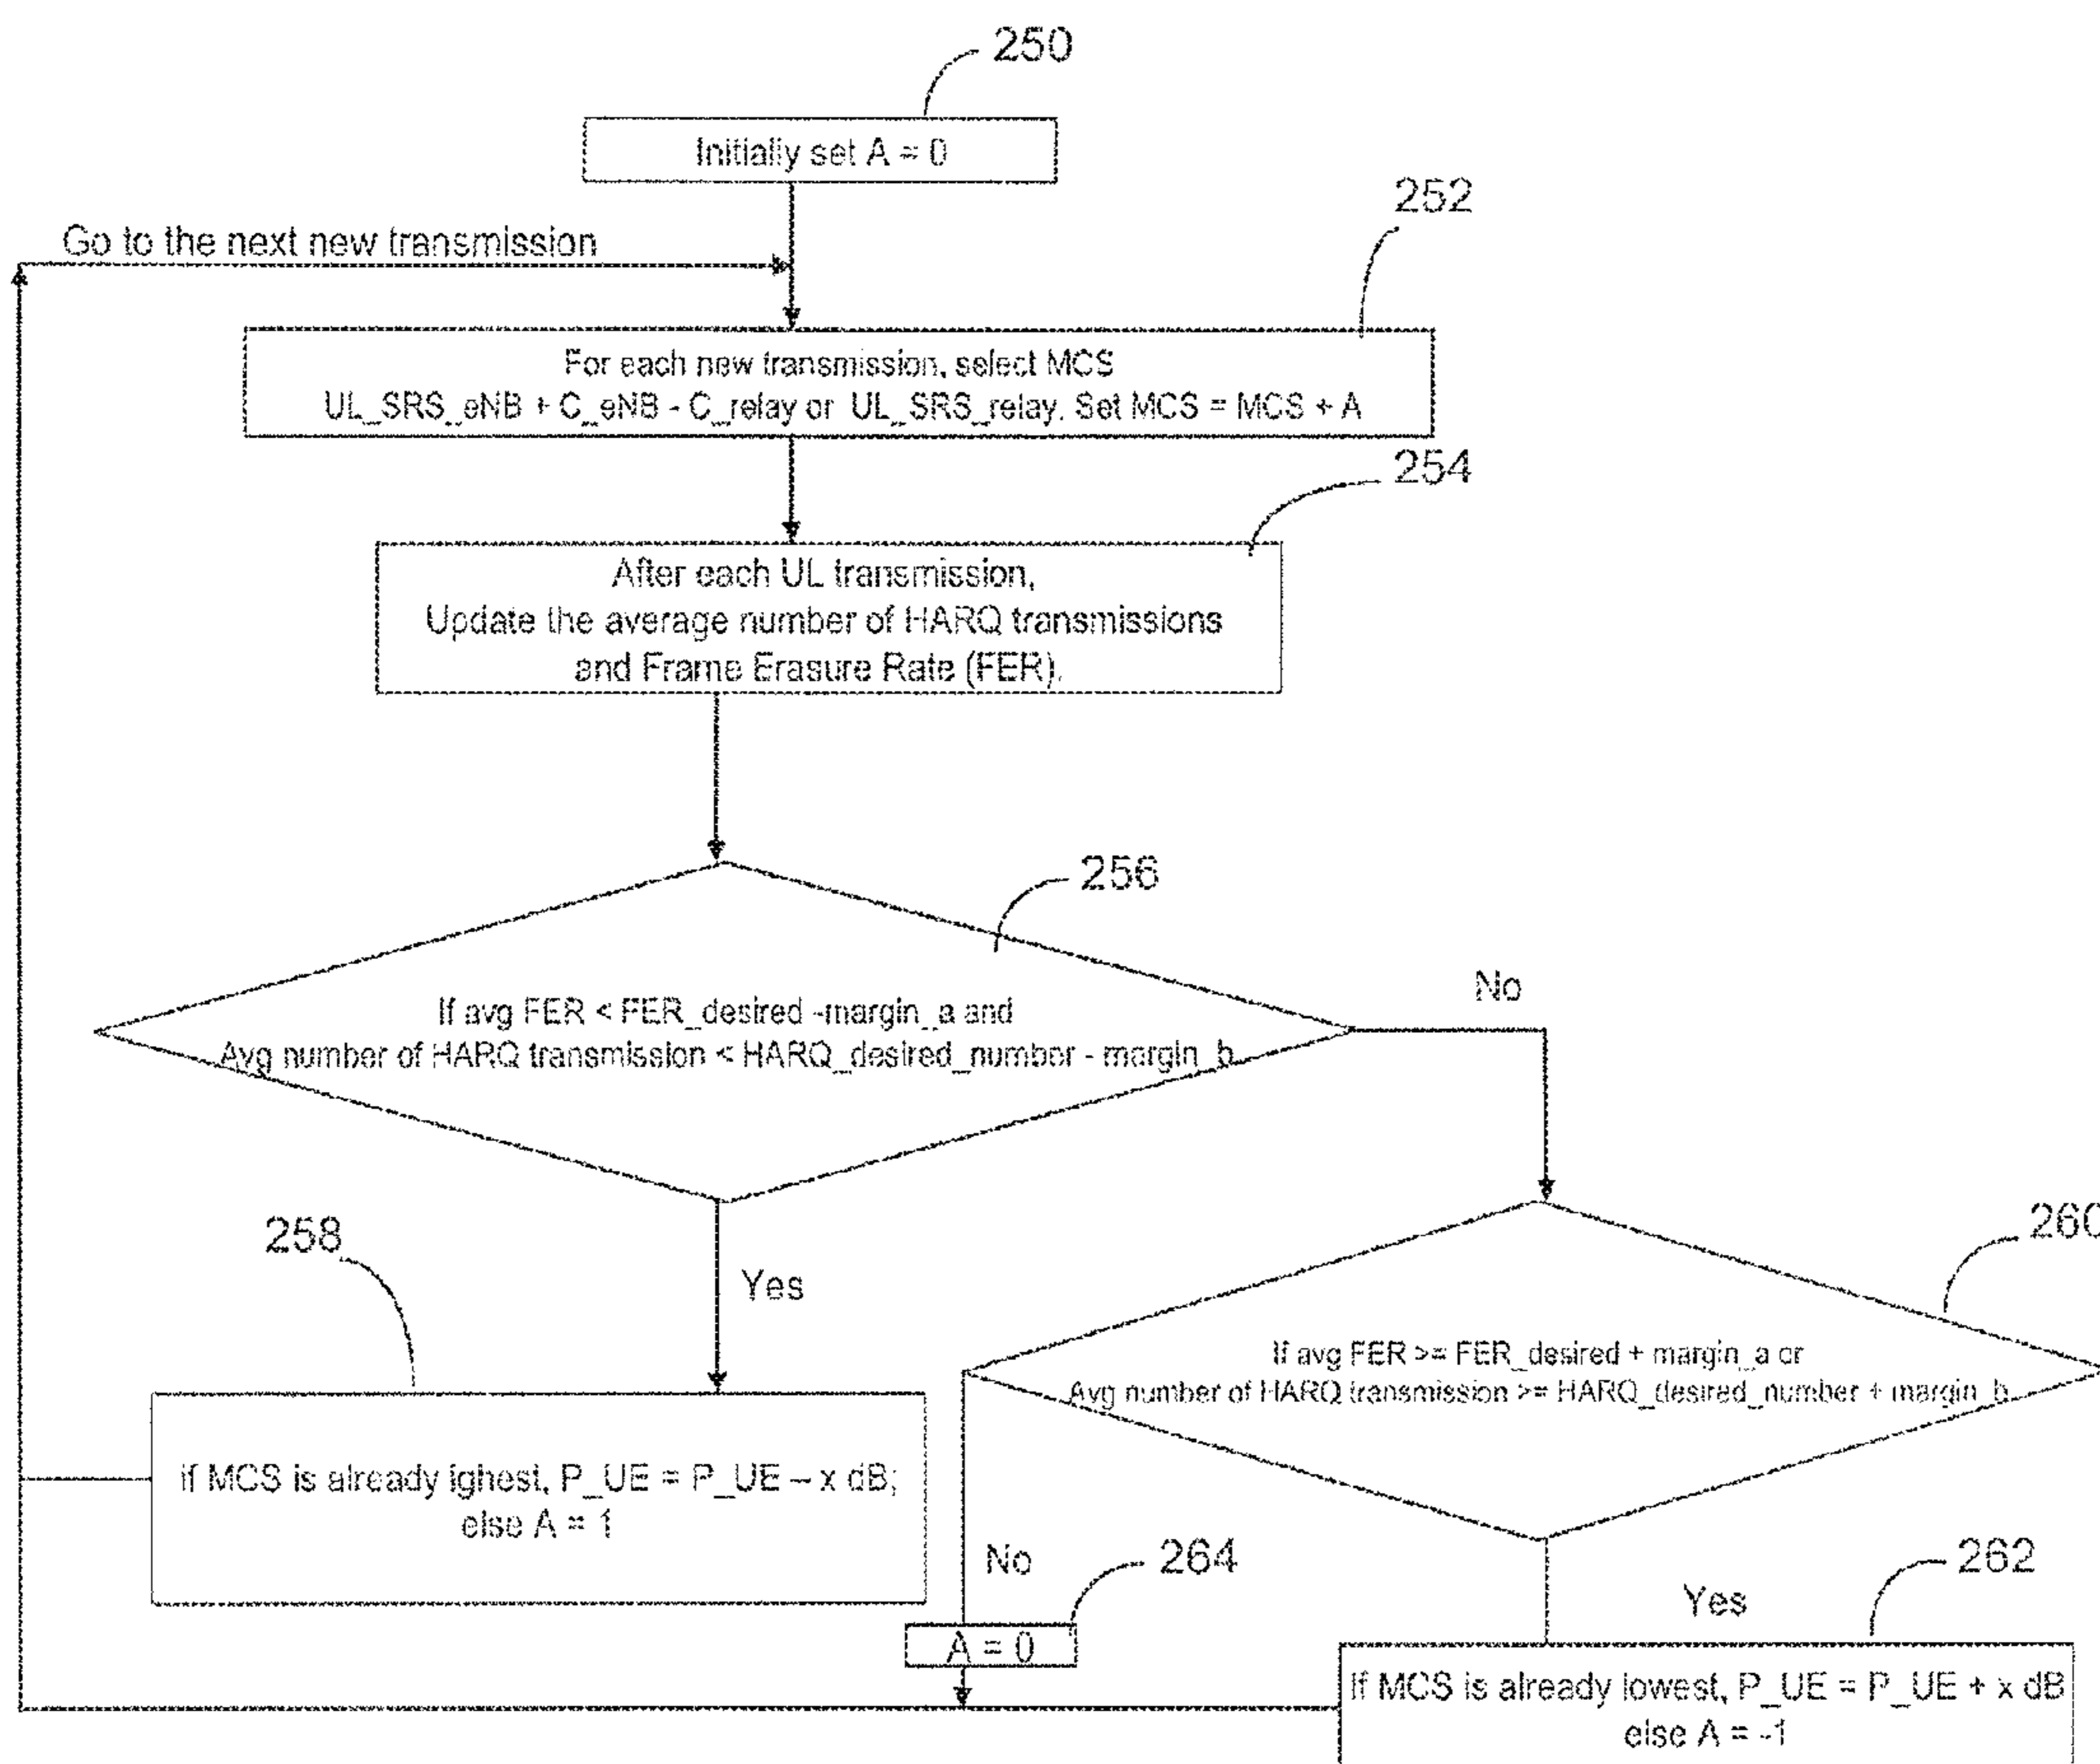 250
Initially set A = 0
252
Go to the next new transmission
For each new transmission, select MCS
UL_SRS_eNB + C_eNB - C_relay or UL_SRS_relay. Set MCS = MCS + A
254
After each UL transmission,
Update the average number of HARQ transmissions
and Frame Erasure Rate (FER).
256
No
If avg FER < FER_desired -margin_a and
Avg number of HARQ transmission < HARQ_desired_number - margin_b
258
Yes
260
If avg FER >= FER_desired + margin_a or
Avg number of HARQ transmission >= HARQ_desired_number + margin_b
if MCS is already ighest, P_UE = P_UE – x dB;
else A = 1
No
264
262
Yes
A = 0
If MCS is already lowest, P_UE = P_UE + x dB
else A = -1